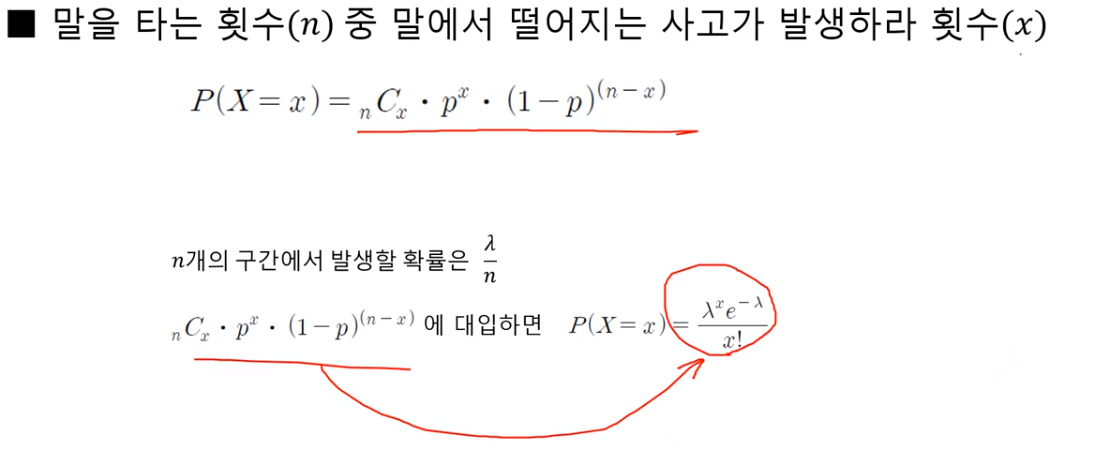 ■ 말을 타는 횟수(n) 중 말에서 떨어지는 사고가 발생하라 횟수(x)
P(X = x) = ₙCₓ · pˣ · (1 − p)⁽ⁿ ⁻ ˣ⁾
n개의 구간에서 발생할 확률은 λ/n
ₙCₓ · pˣ · (1 − p)⁽ⁿ ⁻ ˣ⁾ 에 대입하면 P(X = x) = λˣe^(−λ)/x!